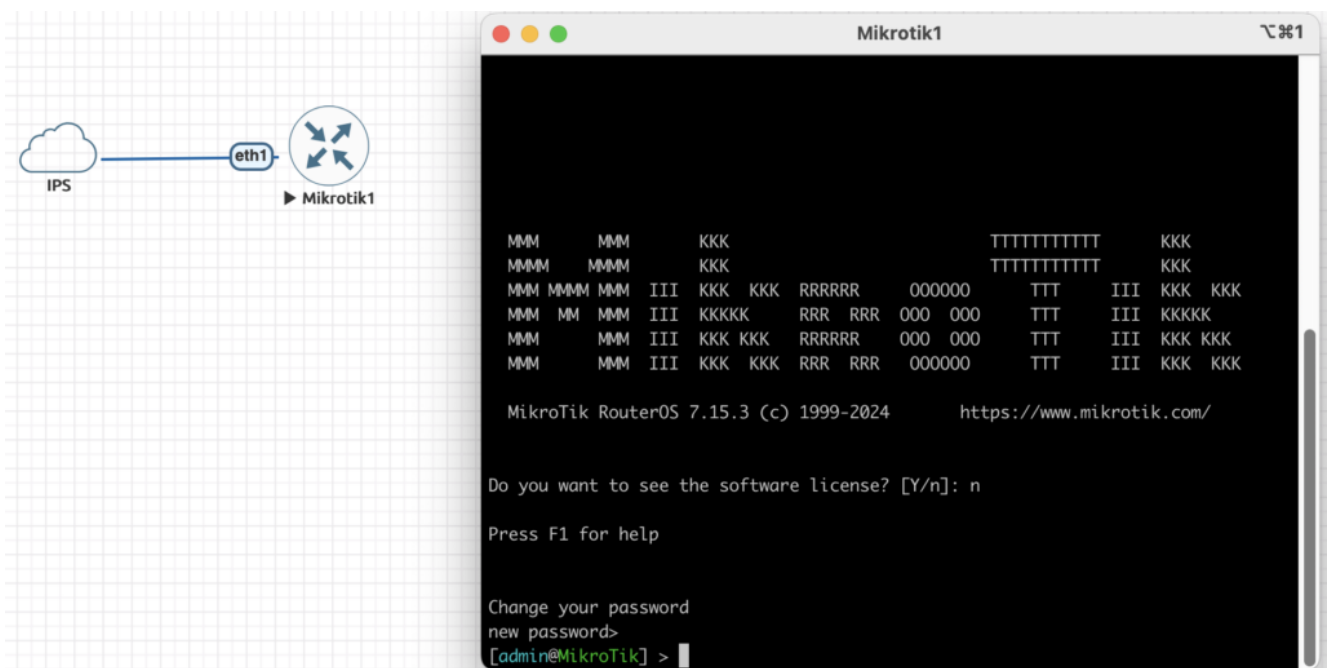 IPS
eth1
Mikrotik1
Mikrotik1
⌥⌘1
MMM      MMM       KKK                          TTTTTTTTTTT      KKK
MMMM    MMMM       KKK                          TTTTTTTTTTT      KKK
MMM MMMM MMM  III  KKK  KKK  RRRRRR     OOOOOO      TTT     III  KKK  KKK
MMM  MM  MMM  III  KKKKK     RRR  RRR  OOO  OOO     TTT     III  KKKKK
MMM      MMM  III  KKK KKK   RRRRRR    OOO  OOO     TTT     III  KKK KKK
MMM      MMM  III  KKK  KKK  RRR  RRR   OOOOOO      TTT     III  KKK  KKK
MikroTik RouterOS 7.15.3 (c) 1999-2024       https://www.mikrotik.com/
Do you want to see the software license? [Y/n]: n
Press F1 for help
Change your password
new password>
[admin@MikroTik] >